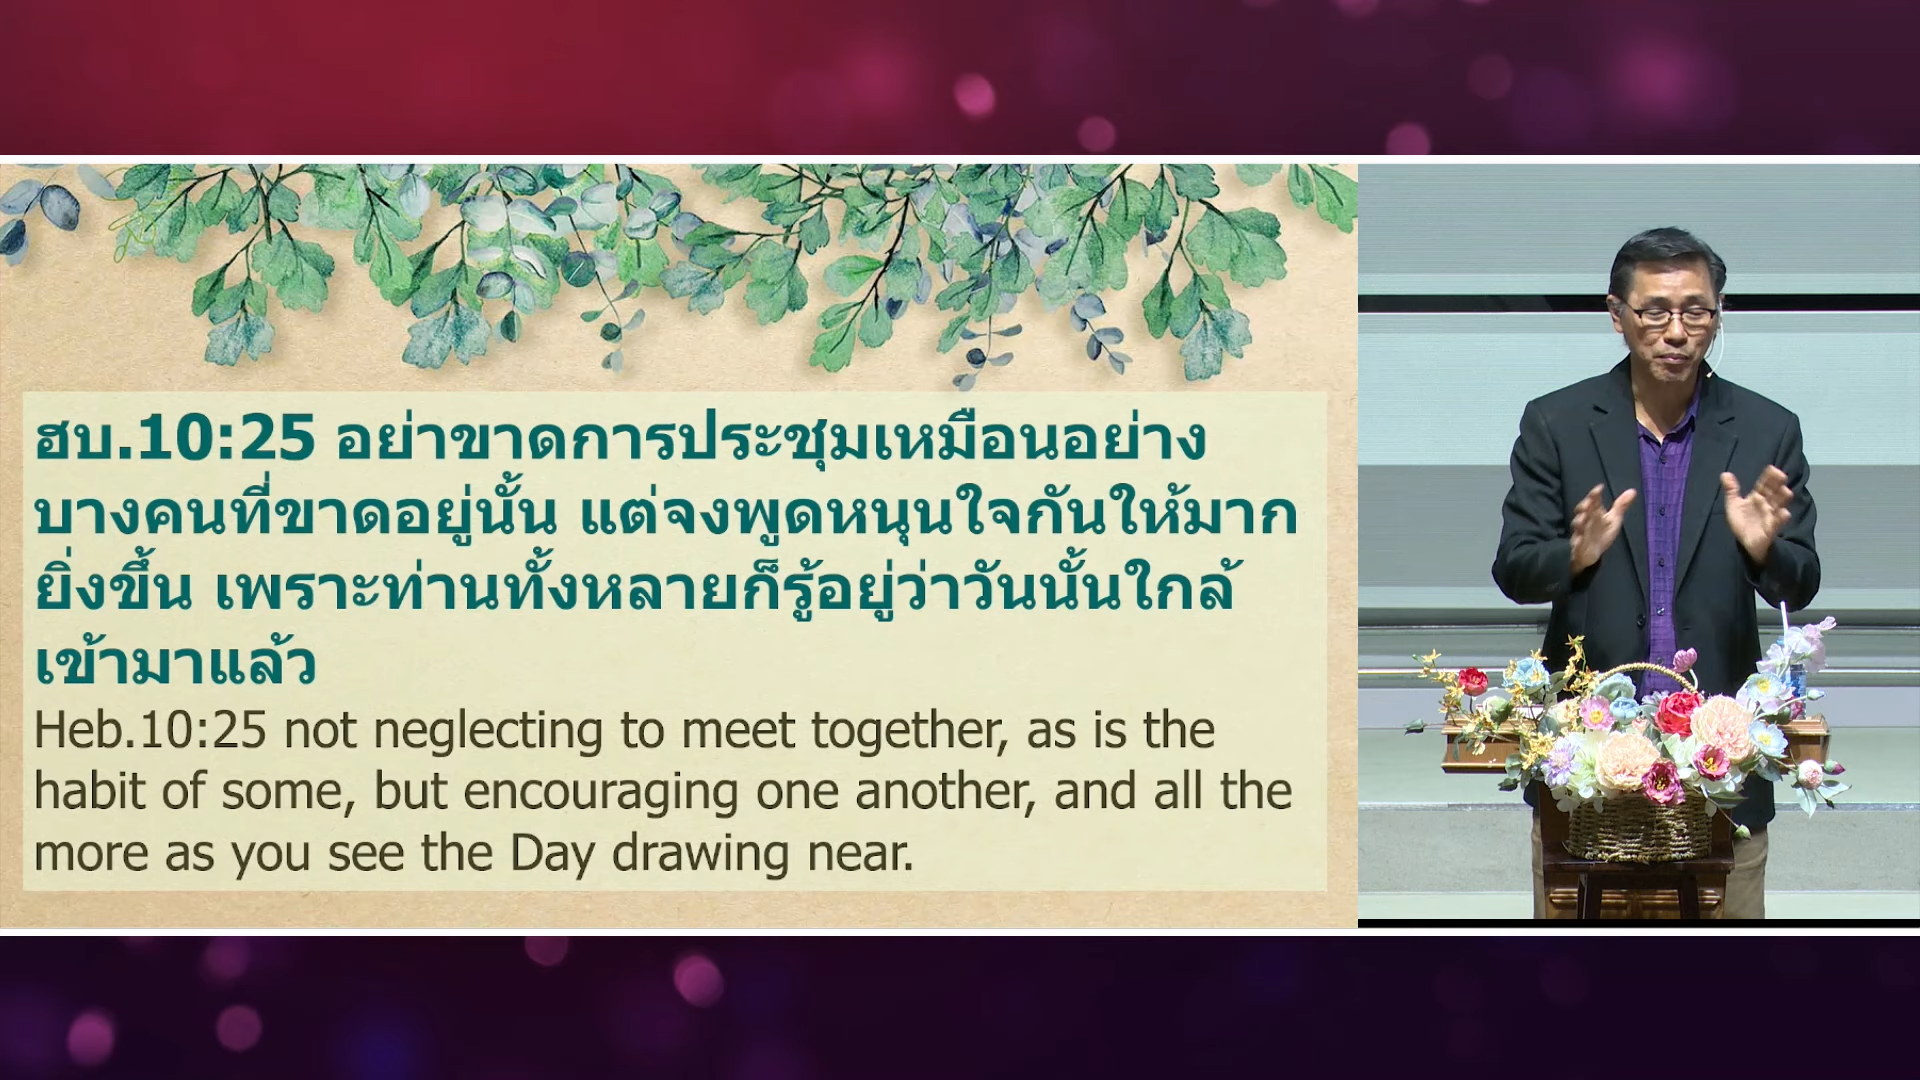 ฮบ.10:25 อย่าขาดการประชุมเหมือนอย่าง
บางคนที่ขาดอยู่นั้น แต่จงพูดหนุนใจกันให้มาก
ยิ่งขึ้น เพราะท่านทั้งหลายก็รู้อยู่ว่าวันนั้นใกล้
เข้ามาแล้ว
Heb.10:25 not neglecting to meet together, as is the
habit of some, but encouraging one another, and all the
more as you see the Day drawing near.